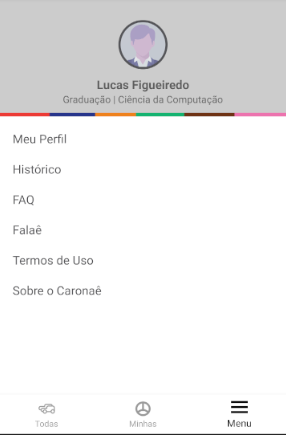 Lucas Figueiredo
Graduação | Ciência da Computação
Meu Perfil
Histórico
FAQ
Falaê
Termos de Uso
Sobre o Caronaê
Todas
Minhas
Menu